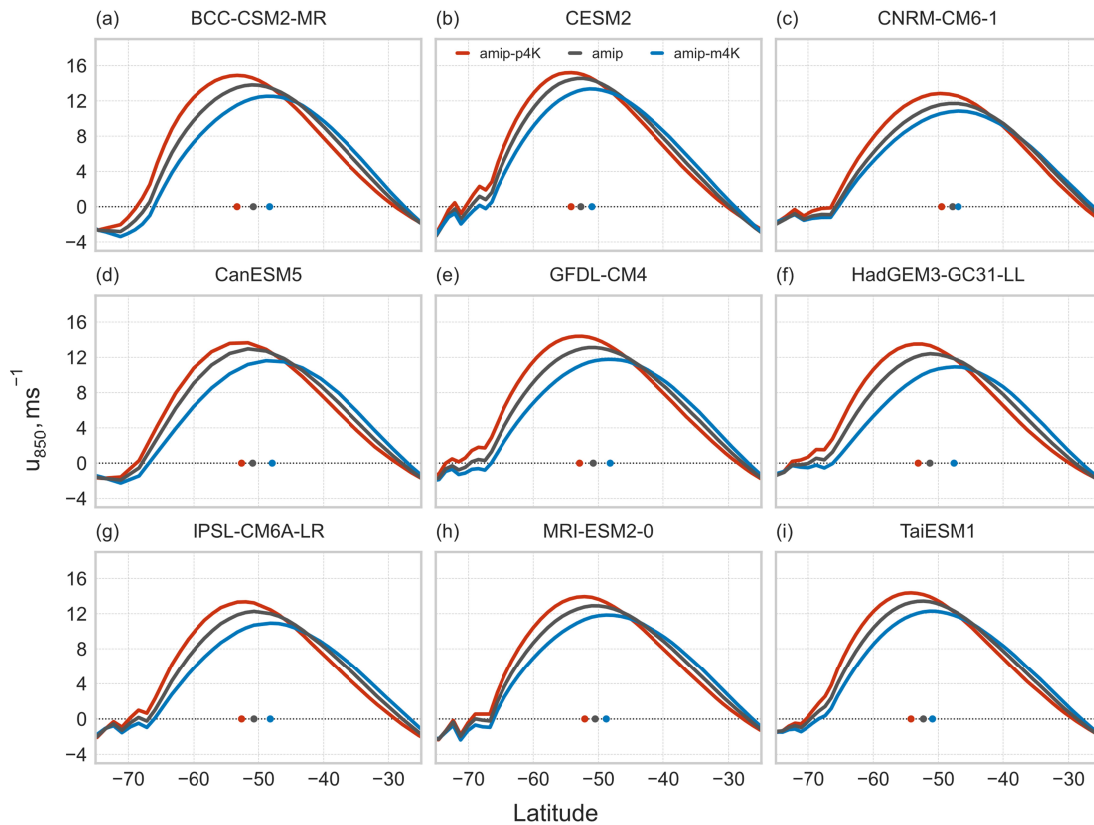 (a) BCC-CSM2-MR
(b) CESM2
(c) CNRM-CM6-1
amip-p4K amip amip-m4K
16
12
8
4
0
−4
(d) CanESM5
(e) GFDL-CM4
(f) HadGEM3-GC31-LL
16
12
8
4
0
−4
u850, ms−1
(g) IPSL-CM6A-LR
(h) MRI-ESM2-0
(i) TaiESM1
16
12
8
4
0
−4
−70 −60 −50 −40 −30
−70 −60 −50 −40 −30
−70 −60 −50 −40 −30
Latitude